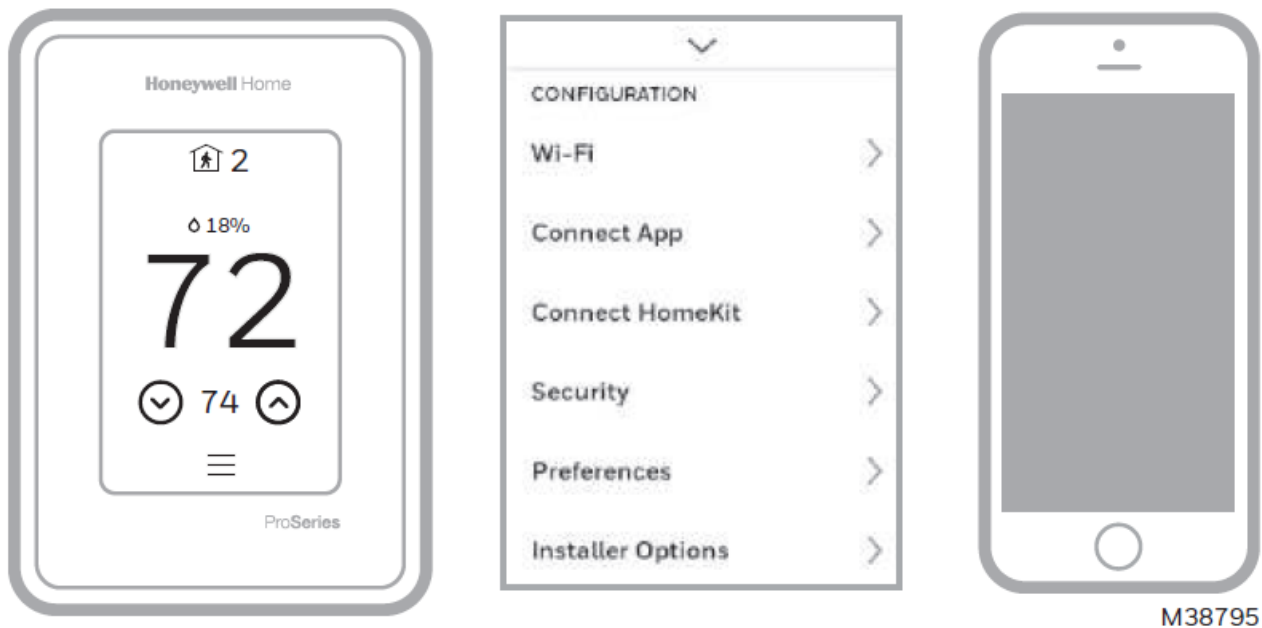 Honeywell Home
2
18%
72
74
ProSeries
CONFIGURATION
Wi-Fi
Connect App
Connect HomeKit
Security
Preferences
Installer Options
M38795